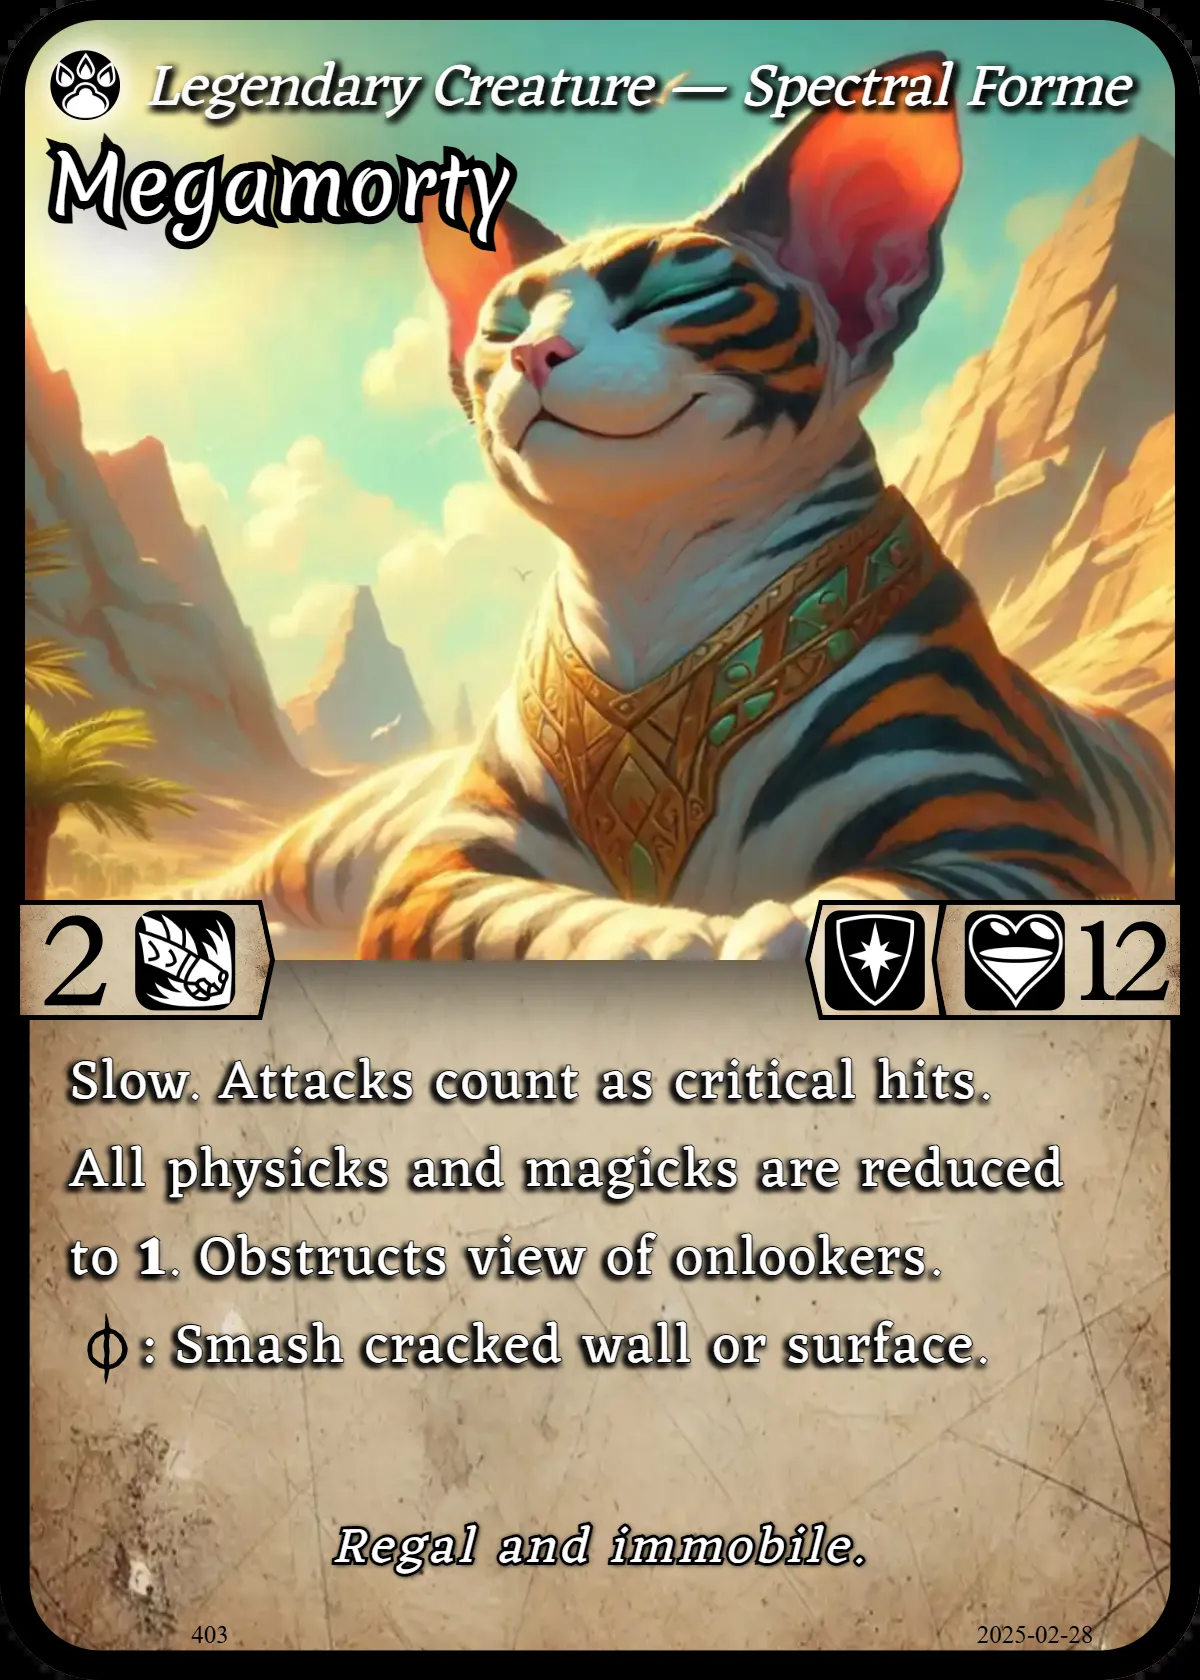 Legendary Creature — Spectral Forme
Megamorty
2
12
Slow. Attacks count as critical hits.
All physicks and magicks are reduced
to 1. Obstructs view of onlookers.
: Smash cracked wall or surface.
Regal and immobile.
403
2025-02-28